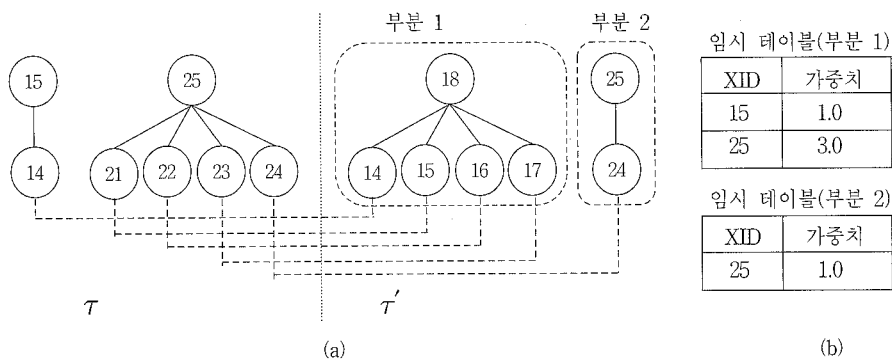 부분 1
부분 2
15
25
18
25
14
21
22
23
24
14
15
16
17
24
τ
τ′
(a)
임시 테이블(부분 1)
XID 가중치
15 1.0
25 3.0
임시 테이블(부분 2)
XID 가중치
25 1.0
(b)